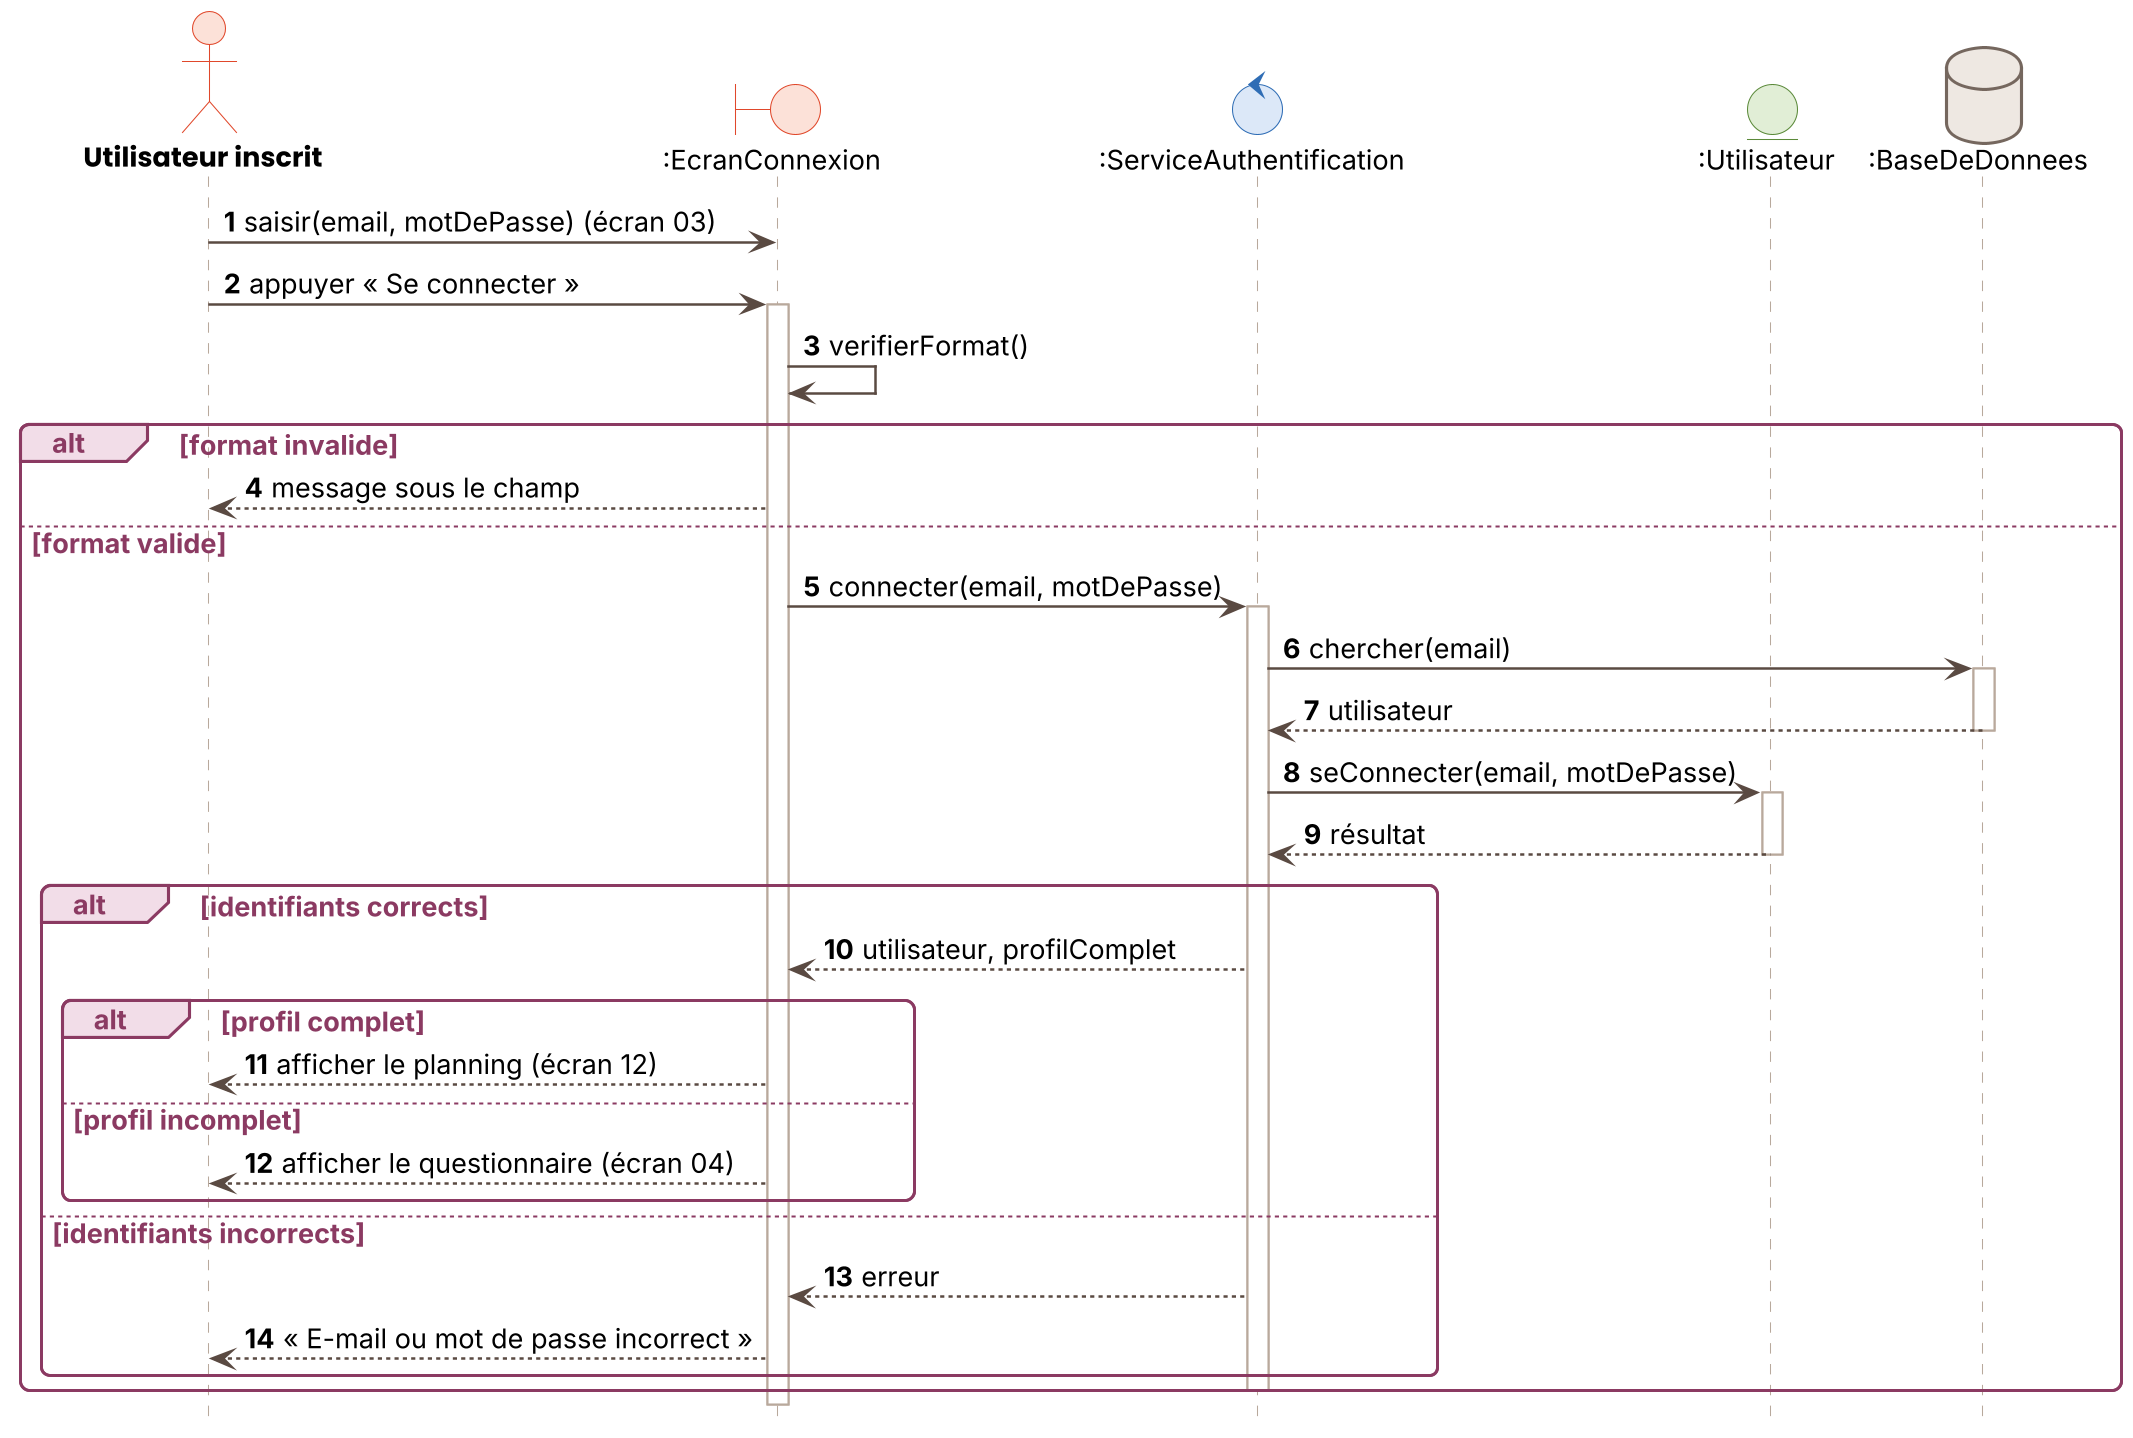 Utilisateur inscrit
:EcranConnexion
:ServiceAuthentification
:Utilisateur
:BaseDeDonnees
1 saisir(email, motDePasse) (écran 03)
2 appuyer « Se connecter »
3 verifierFormat()
alt [format invalide]
4 message sous le champ
[format valide]
5 connecter(email, motDePasse)
6 chercher(email)
7 utilisateur
8 seConnecter(email, motDePasse)
9 résultat
alt [identifiants corrects]
10 utilisateur, profilComplet
alt [profil complet]
11 afficher le planning (écran 12)
[profil incomplet]
12 afficher le questionnaire (écran 04)
[identifiants incorrects]
13 erreur
14 « E-mail ou mot de passe incorrect »